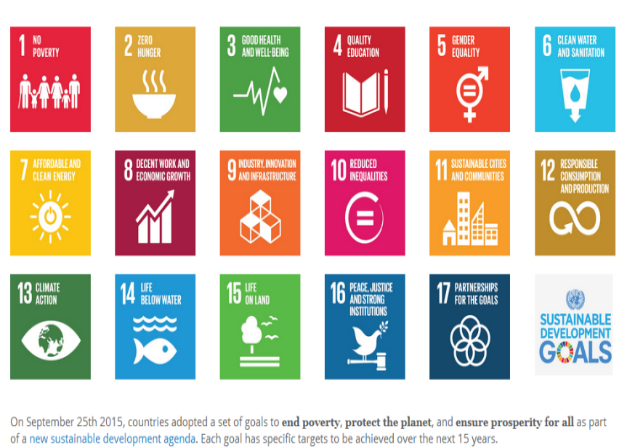 1 NO
POVERTY
2 ZERO
HUNGER
3 GOOD HEALTH
AND WELL-BEING
4 QUALITY
EDUCATION
5 GENDER
EQUALITY
6 CLEAN WATER
AND SANITATION
7 AFFORDABLE AND
CLEAN ENERGY
8 DECENT WORK AND
ECONOMIC GROWTH
9 INDUSTRY, INNOVATION
AND INFRASTRUCTURE
10 REDUCED
INEQUALITIES
11 SUSTAINABLE CITIES
AND COMMUNITIES
12 RESPONSIBLE
CONSUMPTION
AND PRODUCTION
13 CLIMATE
ACTION
14 LIFE
BELOW WATER
15 LIFE
ON LAND
16 PEACE, JUSTICE
AND STRONG
INSTITUTIONS
17 PARTNERSHIPS
FOR THE GOALS
SUSTAINABLE
DEVELOPMENT
GOALS
On September 25th 2015, countries adopted a set of goals to end poverty, protect the planet, and ensure prosperity for all as part
of a new sustainable development agenda. Each goal has specific targets to be achieved over the next 15 years.